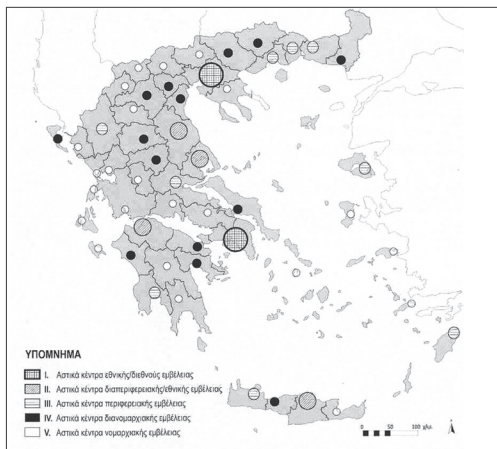 ΥΠΟΜΝΗΜΑ
I. Αστικά κέντρα εθνικής/διεθνούς εμβέλειας
II. Αστικά κέντρα διαπεριφερειακής/εθνικής εμβέλειας
III. Αστικά κέντρα περιφερειακής εμβέλειας
IV. Αστικά κέντρα διανομαρχιακής εμβέλειας
V. Αστικά κέντρα νομαρχιακής εμβέλειας
0 50 100 χλμ.